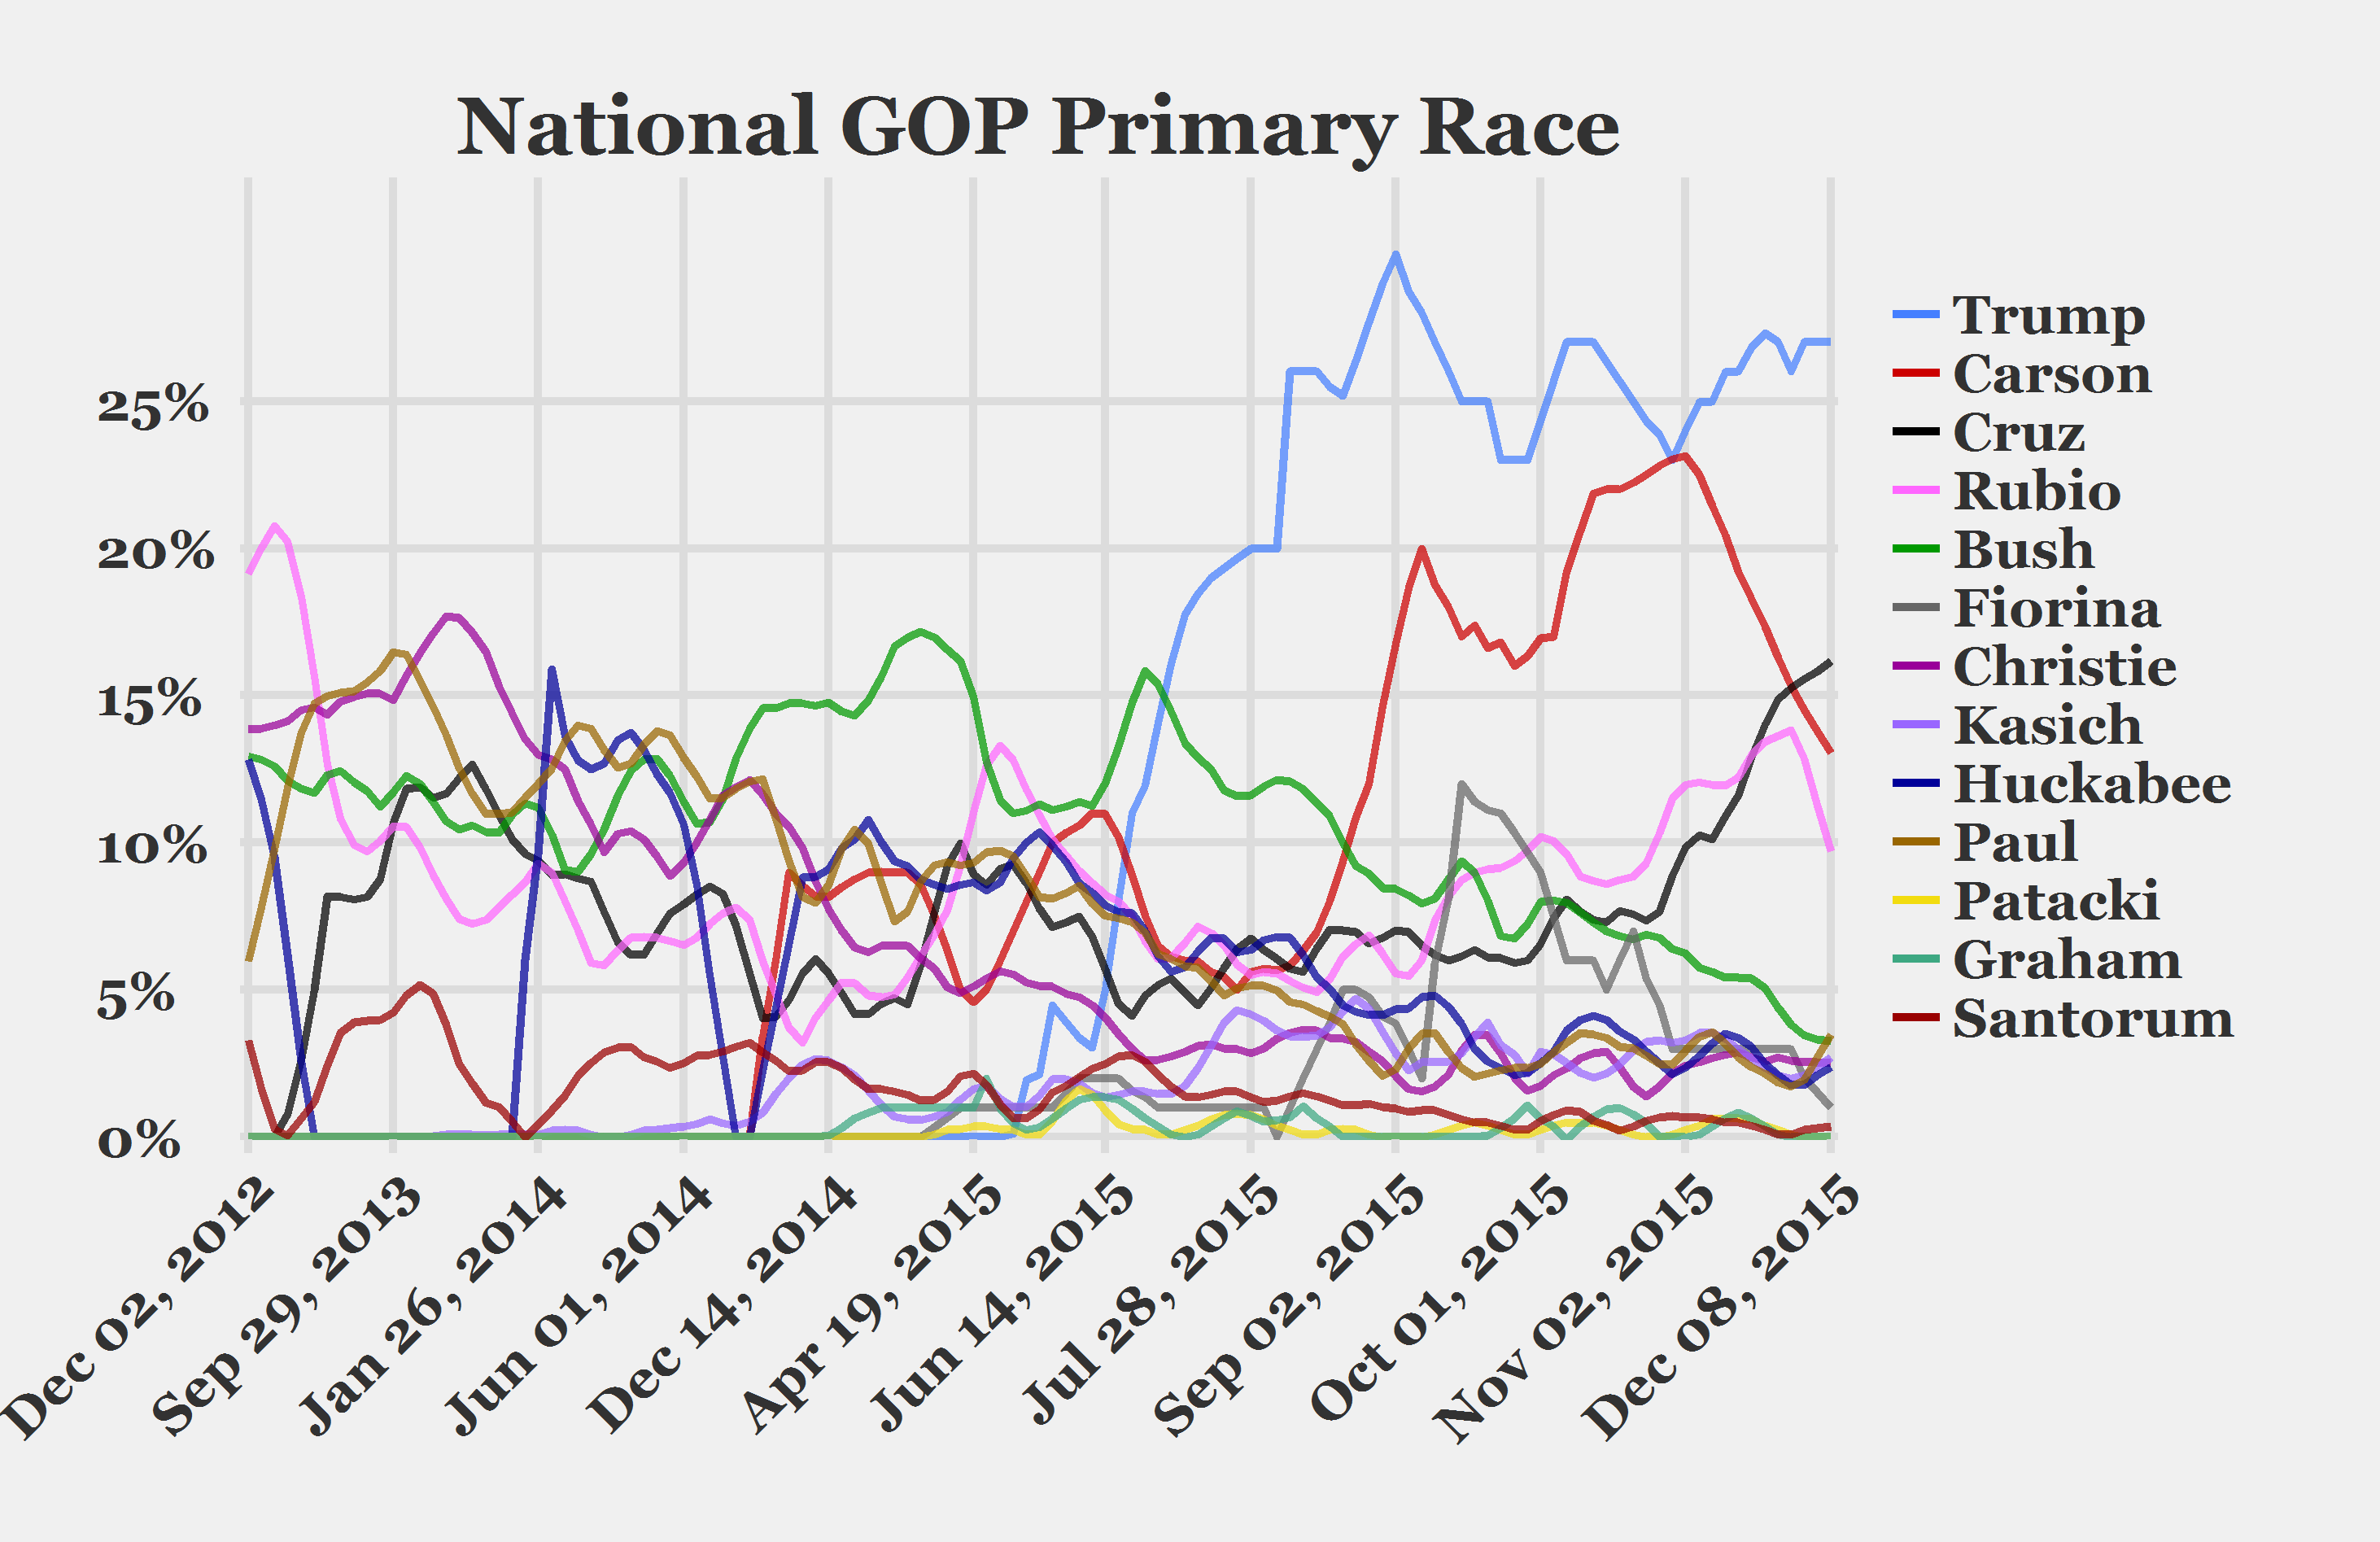 National GOP Primary Race
25%
20%
15%
10%
5%
0%
Dec 02, 2012
Sep 29, 2013
Jan 26, 2014
Jun 01, 2014
Dec 14, 2014
Apr 19, 2015
Jun 14, 2015
Jul 28, 2015
Sep 02, 2015
Oct 01, 2015
Nov 02, 2015
Dec 08, 2015
Trump
Carson
Cruz
Rubio
Bush
Fiorina
Christie
Kasich
Huckabee
Paul
Patacki
Graham
Santorum